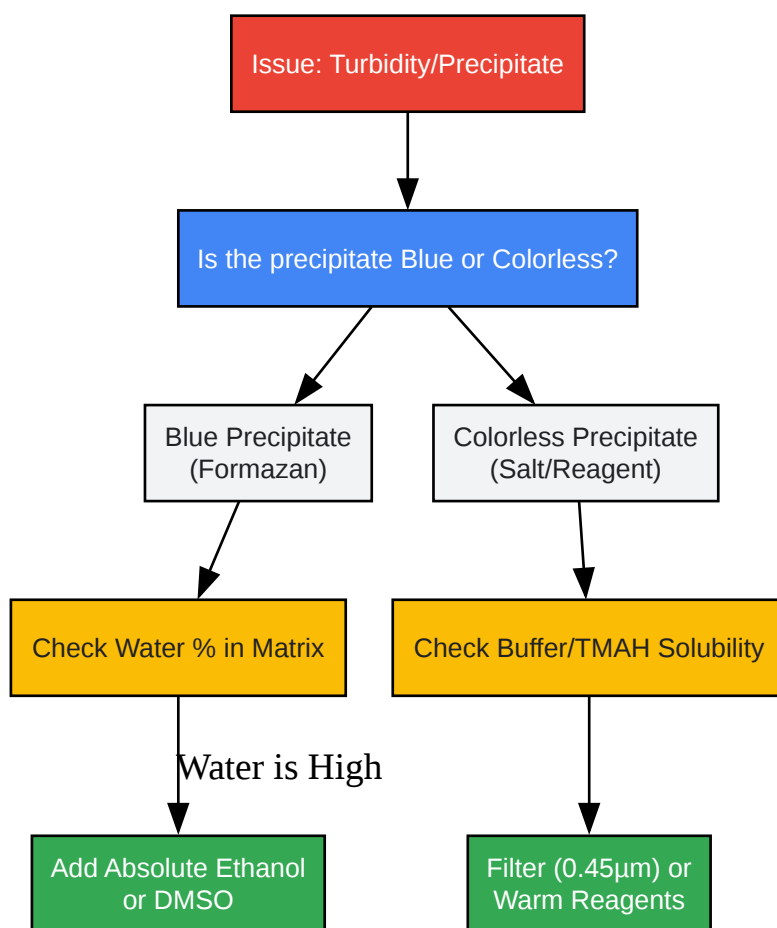 Issue: Turbidity/Precipitate
Is the precipitate Blue or Colorless?
Blue Precipitate
(Formazan)
Colorless Precipitate
(Salt/Reagent)
Check Water % in Matrix
Check Buffer/TMAH Solubility
Water is High
Add Absolute Ethanol
or DMSO
Filter (0.45µm) or
Warm Reagents